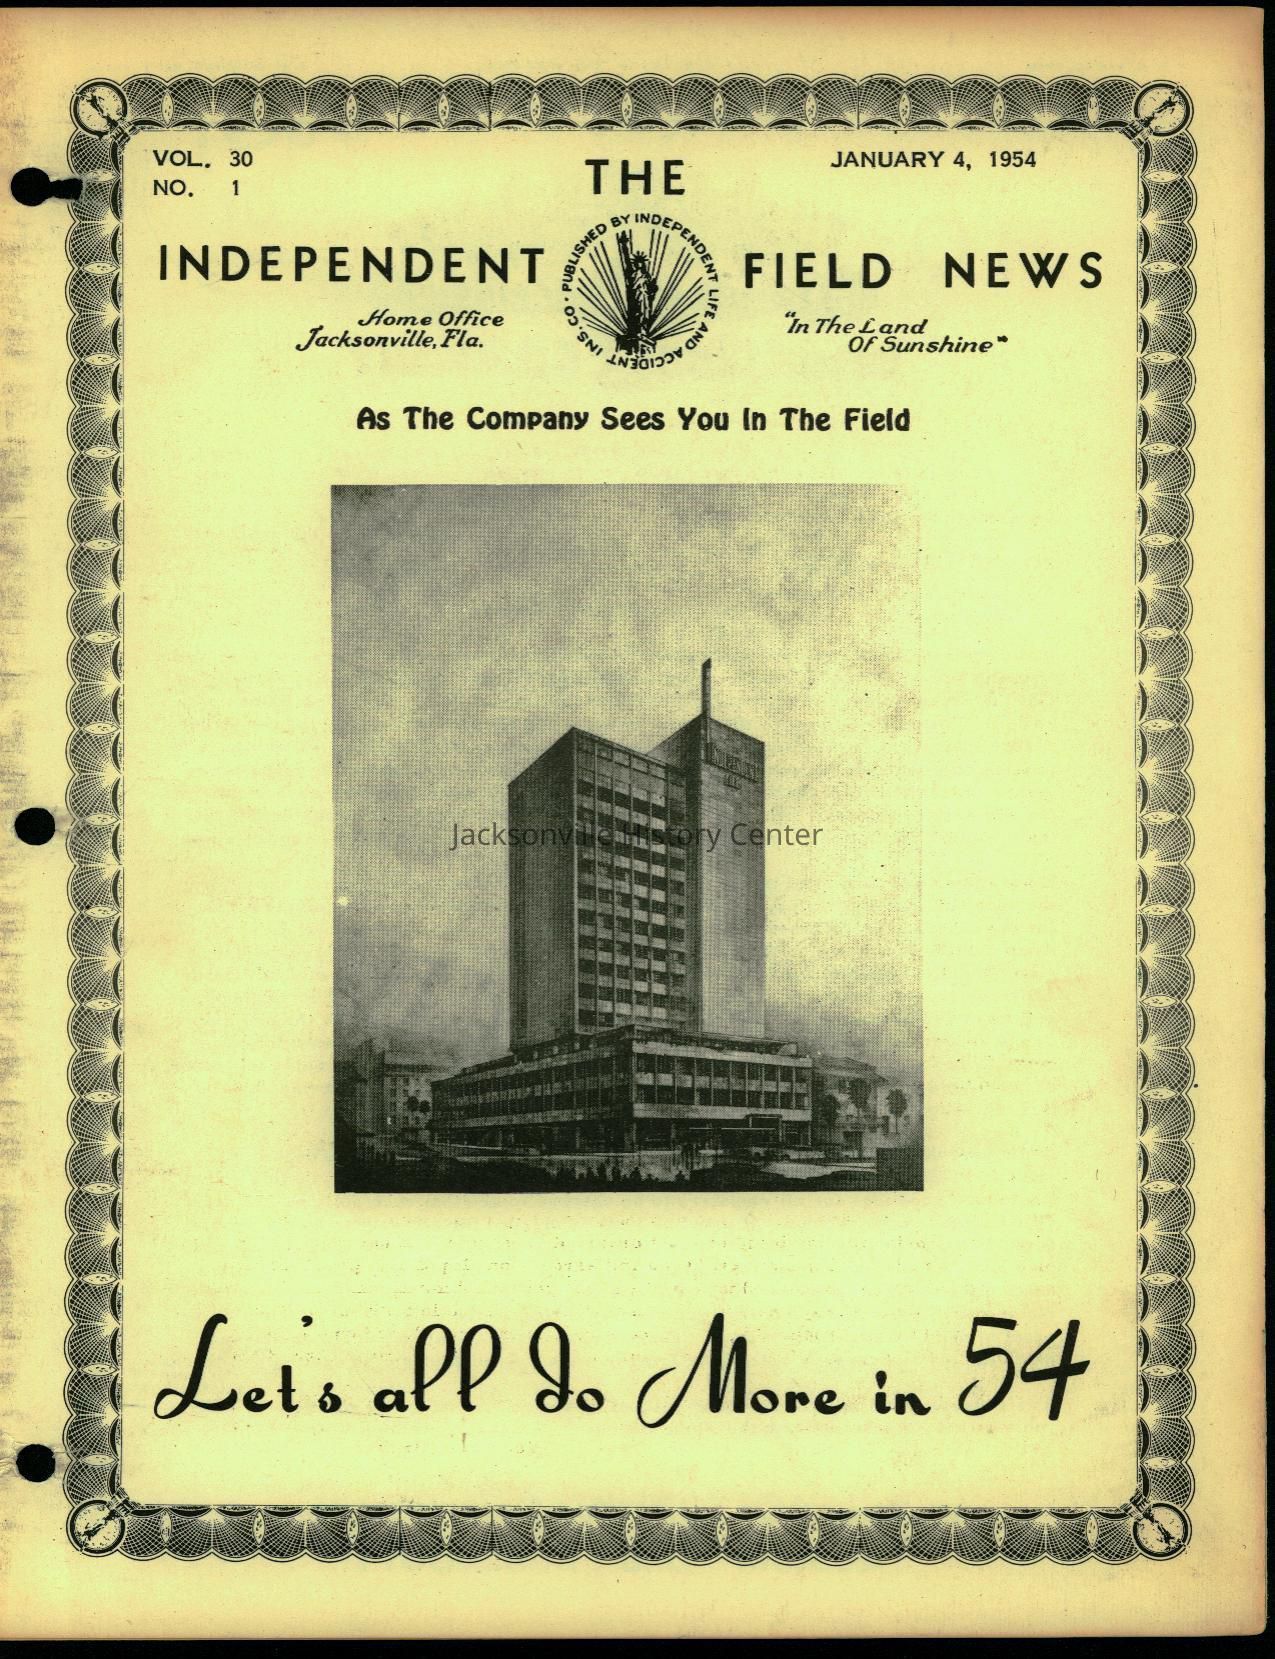 VOL. 30
NO. 1
JANUARY 4, 1954
THE
INDEPENDENT FIELD NEWS
PUBLISHED BY INDEPENDENT LIFE AND ACCIDENT INS. CO.
Home Office
Jacksonville, Fla.
"In The Land
Of Sunshine"
As The Company Sees You In The Field
INDEPENDENT
LIFE
Jacksonville History Center
Let's all do More in 54